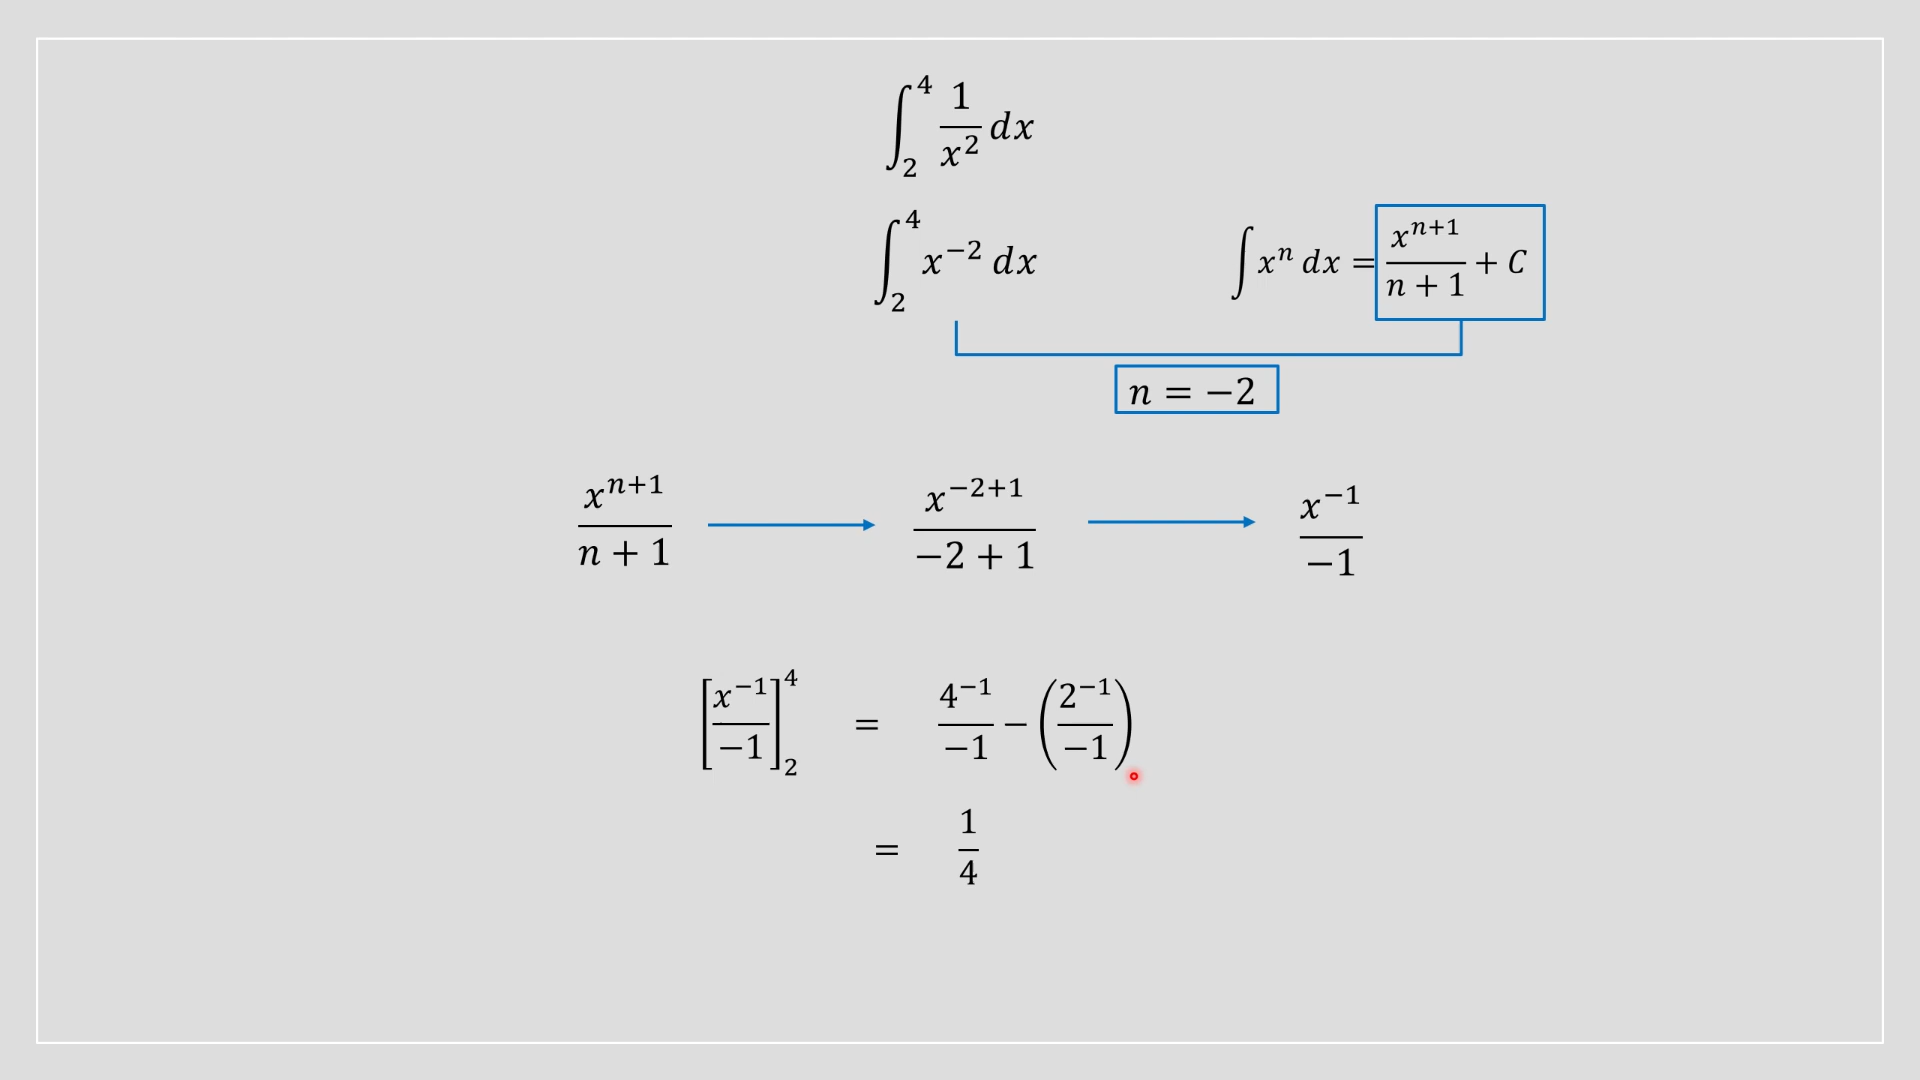 ∫₂⁴ 1/x² dx
∫₂⁴ x⁻² dx
∫ xⁿ dx = xⁿ⁺¹/(n + 1) + C
n = −2
xⁿ⁺¹/(n + 1) → x⁻²⁺¹/(−2 + 1) → x⁻¹/−1
[x⁻¹/−1]₂⁴ = 4⁻¹/−1 − (2⁻¹/−1)
= 1/4